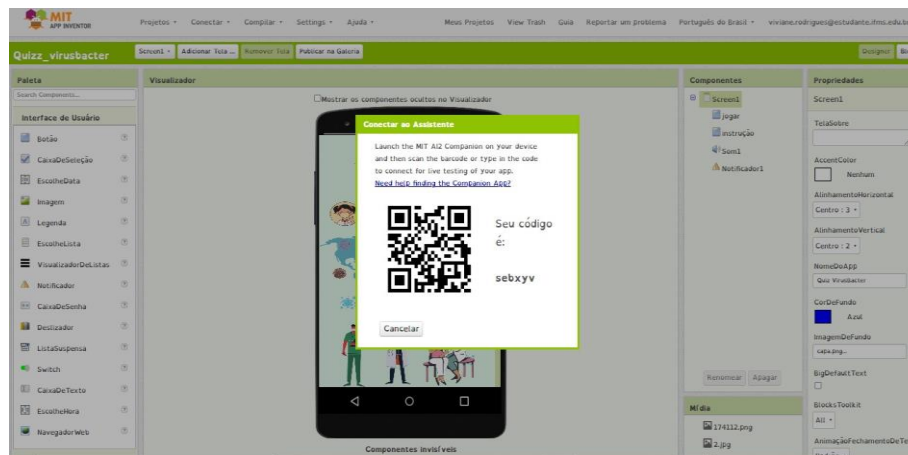 MIT
APP INVENTOR
Projetos Conectar Compilar Settings Ajuda Meus Projetos View Trash Guia Reportar um problema Português do Brasil viviane.rodrigues@estudante.ifms.edu.b
Quizz_virusbacter
Screen1 Adicionar Tela ... Remover Tela Publicar na Galeria
Designer
Paleta
Search Components...
Interface de Usuário
Botão
CaixaDeSeleção
EscolheData
Imagem
Legenda
EscolheLista
VisualizadorDeListas
Notificador
CaixaDeSenha
Deslizador
ListaSuspensa
Switch
CaixaDeTexto
EscolheHora
NavegadorWeb
Visualizador
Mostrar os componentes ocultos no Visualizador
Conectar ao Assistente
Launch the MIT AI2 Companion on your device
and then scan the barcode or type in the code
to connect for live testing of your app.
Need help finding the Companion App?
Seu código
é:
sebxyv
Cancelar
Componentes invisíveis
Componentes
Screen1
jogar
instrução
Som1
Notificador1
Renomear Apagar
Mídia
174112.png
2.jpg
Propriedades
Screen1
TelaSobre
AccentColor
Nenhum
AlinhamentoHorizontal
Centro : 3
AlinhamentoVertical
Centro : 2
NomeDoApp
Quiz Virusbacter
CorDeFundo
Azul
ImagemDeFundo
capa.png...
BigDefaultText
BlocksToolkit
All
AnimaçãoFechamentoDeTe